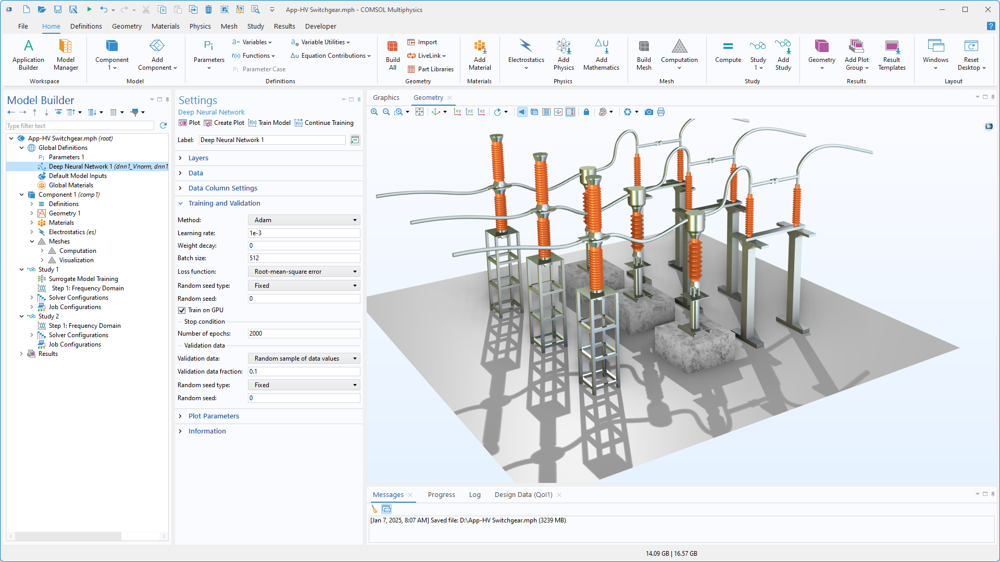 App-HV Switchgear.mph - COMSOL Multiphysics
File Home Definitions Geometry Materials Physics Mesh Study Results Developer
?
Application Builder
Model Manager
Workspace
Component 1
Add Component
Model
Pi
Parameters
a= Variables
f(x) Functions
Pi Parameter Case
a= Variable Utilities
Δu Equation Contributions
Definitions
Build All
Import
LiveLink
Part Libraries
Geometry
Add Material
Materials
Electrostatics
Add Physics
Δu
Add Mathematics
Physics
Build Mesh
Computation
Mesh
Compute
Study 1
Add Study
Study
Geometry
Add Plot Group
Result Templates
Results
Windows
Reset Desktop
Layout
Model Builder
Type filter text
App-HV Switchgear.mph (root)
Global Definitions
Pi Parameters 1
Deep Neural Network 1 (dnn1_Vnorm, dnn1
Default Model Inputs
Global Materials
Component 1 (comp1)
Definitions
Geometry 1
Materials
Electrostatics (es)
Meshes
Computation
Visualization
Study 1
Surrogate Model Training
Step 1: Frequency Domain
Solver Configurations
Job Configurations
Study 2
Step 1: Frequency Domain
Solver Configurations
Job Configurations
Results
Settings
Deep Neural Network
Plot Create Plot Train Model Continue Training
Label: Deep Neural Network 1
Layers
Data
Data Column Settings
Training and Validation
Method: Adam
Learning rate: 1e-3
Weight decay: 0
Batch size: 512
Loss function: Root-mean-square error
Random seed type: Fixed
Random seed: 0
Train on GPU
Stop condition
Number of epochs: 2000
Validation data
Validation data: Random sample of data values
Validation data fraction: 0.1
Random seed type: Fixed
Random seed: 0
Plot Parameters
Information
Graphics Geometry
xy yz xz
Messages Progress Log Design Data (QoI1)
[Jan 7, 2025, 8:07 AM] Saved file: D:\App-HV Switchgear.mph (3239 MB)
14.09 GB | 16.57 GB